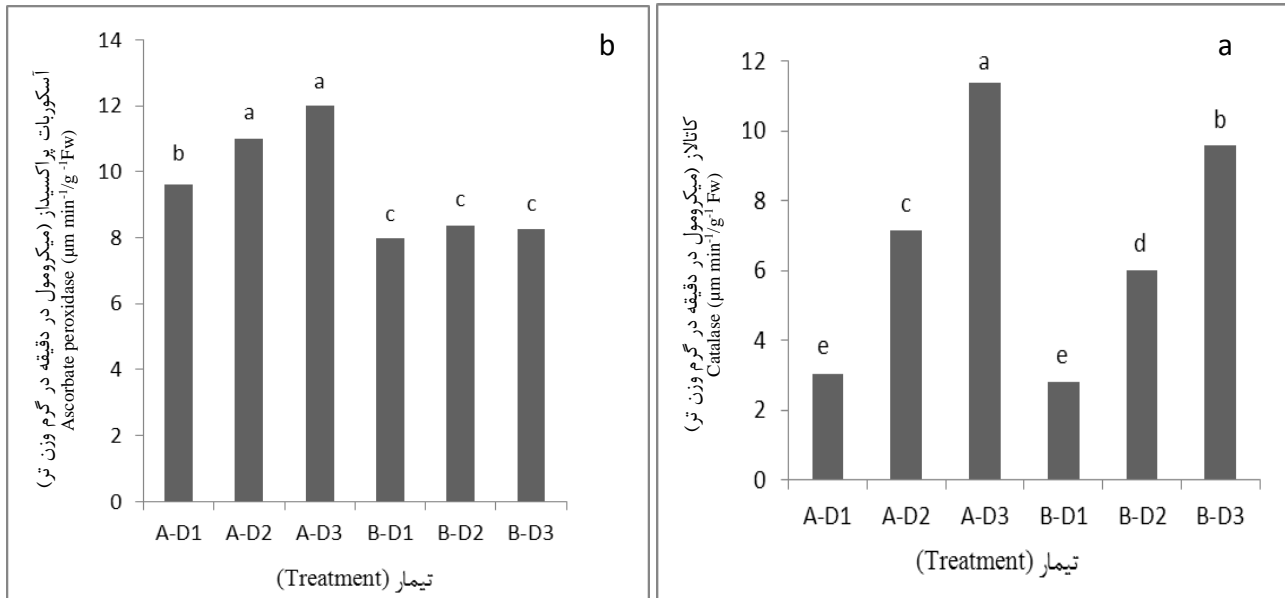 b
آسکوربات پراکسیداز (میکرومول در دقیقه در گرم وزن تر)
Ascorbate peroxidase (µm min⁻¹/g ⁻¹Fw)
14
12
10
8
6
4
2
0
b
a
a
c
c
c
A-D1 A-D2 A-D3 B-D1 B-D2 B-D3
تیمار (Treatment)
a
کاتالاز (میکرومول در دقیقه در گرم وزن تر)
Catalase (µm min⁻¹/g⁻¹ Fw)
12
10
8
6
4
2
0
e
c
a
e
d
b
A-D1 A-D2 A-D3 B-D1 B-D2 B-D3
تیمار (Treatment)